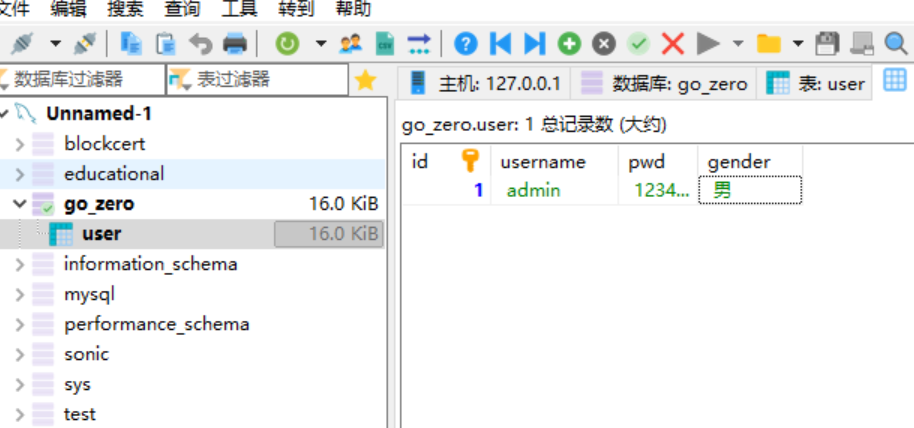 文件 编辑 搜索 查询 工具 转到 帮助
数据库过滤器 表过滤器
主机: 127.0.0.1 数据库: go_zero 表: user
Unnamed-1
blockcert
educational
go_zero 16.0 KiB
user 16.0 KiB
information_schema
mysql
performance_schema
sonic
sys
test
go_zero.user: 1 总记录数 (大约)
id username pwd gender
1 admin 1234... 男